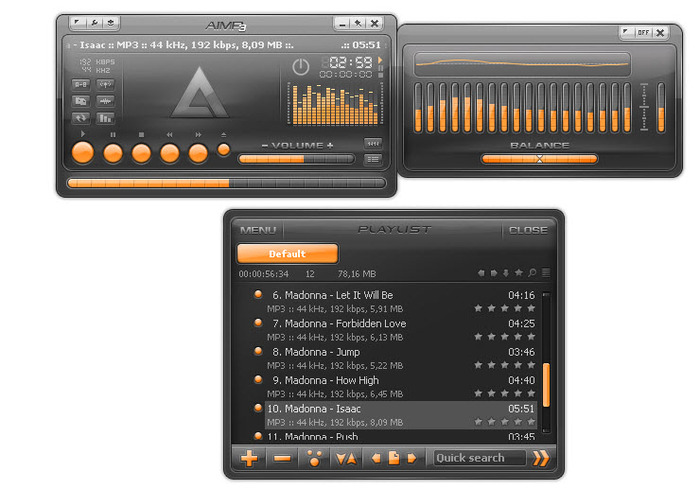 AIMP3
- Isaac :: MP3 :: 44 kHz, 192 kbps, 8,09 MB ::. .:: 05:51
192 KBPS
44 KHZ
02:59
00:00:00
- VOLUME +
OFF
BALANCE
MENU PLAYLIST CLOSE
Default
00:00:56:34 12 78,16 MB
6. Madonna - Let It Will Be 04:16
MP3 :: 44 kHz, 192 kbps, 5,91 MB
7. Madonna - Forbidden Love 04:25
MP3 :: 44 kHz, 192 kbps, 6,13 MB
8. Madonna - Jump 03:46
MP3 :: 44 kHz, 192 kbps, 5,22 MB
9. Madonna - How High 04:40
MP3 :: 44 kHz, 192 kbps, 6,45 MB
10. Madonna - Isaac 05:51
MP3 :: 44 kHz, 192 kbps, 8,09 MB
11. Madonna - Push 03:45
Quick search